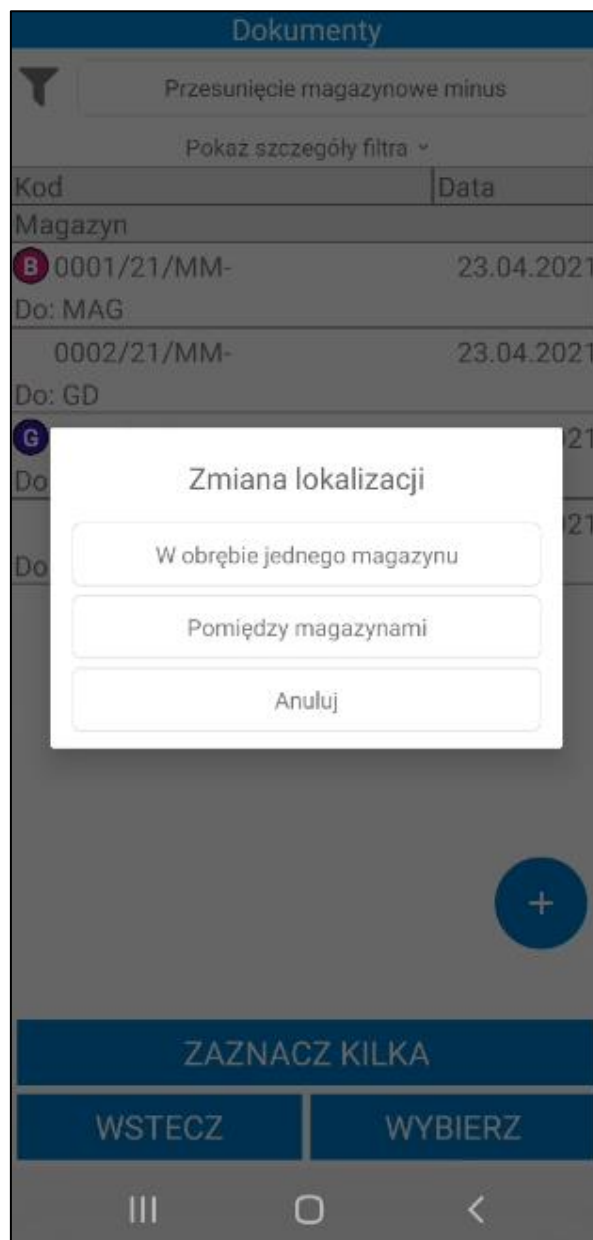 Dokumenty
Przesunięcie magazynowe minus
Pokaż szczegóły filtra
Kod Data
Magazyn
B 0001/21/MM- 23.04.2021
Do: MAG
0002/21/MM- 23.04.2021
Do: GD
G 21
Do
Zmiana lokalizacji
21
W obrębie jednego magazynu
Do
Pomiędzy magazynami
Anuluj
+
ZAZNACZ KILKA
WSTECZ WYBIERZ